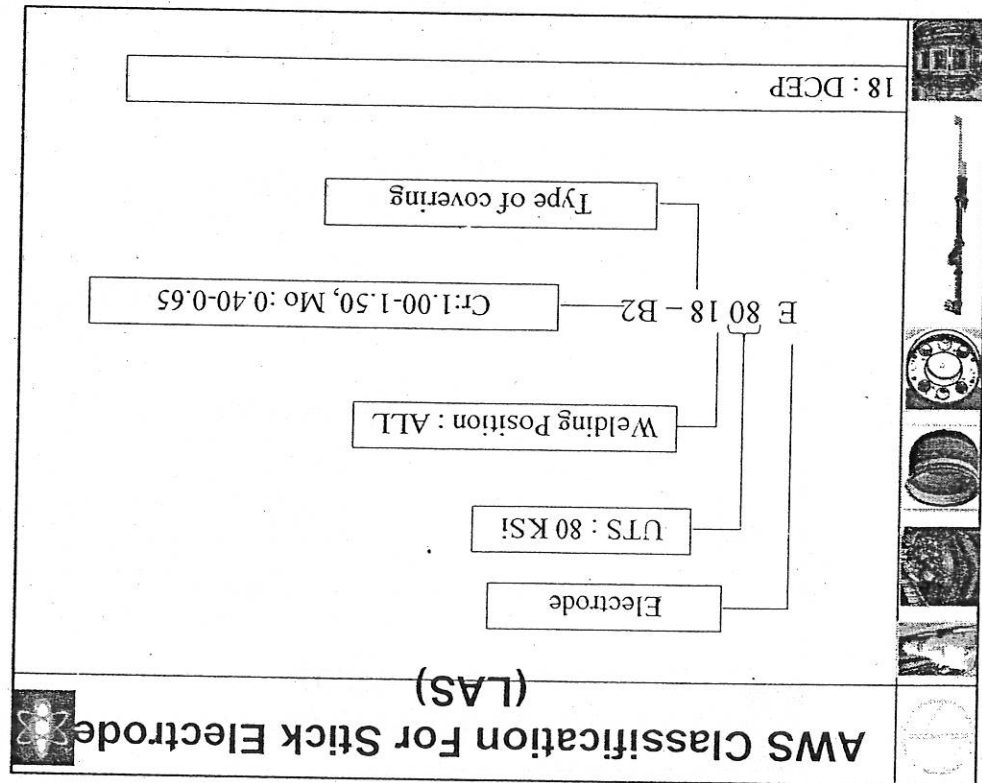 AWS Classification For Stick Electrode
(LAS)
Electrode
UTS : 80 KSi
Welding Position : ALL
E 80 18 – B2
Cr:1.00-1.50, Mo :0.40-0.65
Type of covering
18 : DCEP